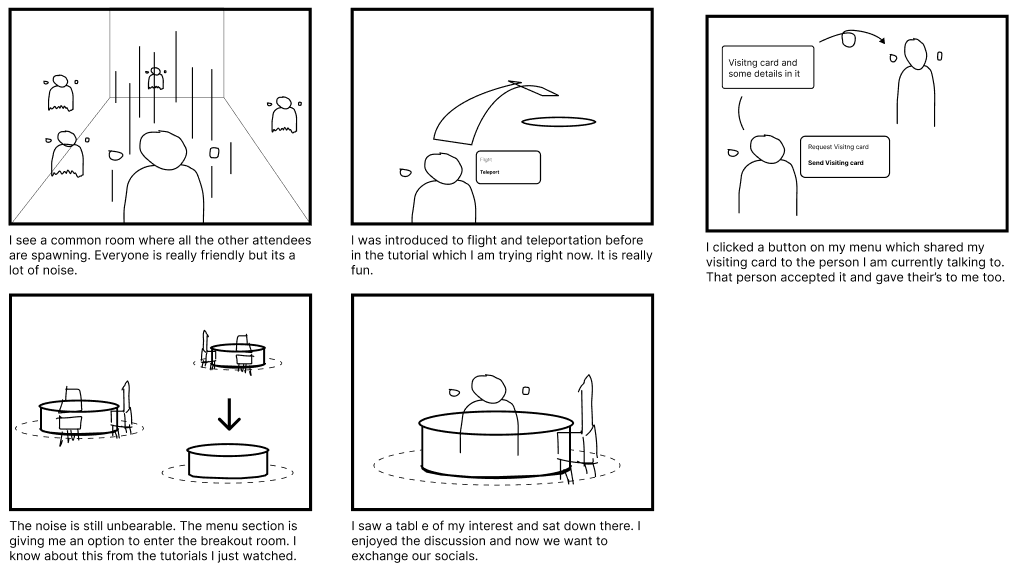 I see a common room where all the other attendees
are spawning. Everyone is really friendly but its a
lot of noise.
Flight
Teleport
I was introduced to flight and teleportation before
in the tutorial which I am trying right now. It is really
fun.
Visitng card and
some details in it
Request Visitng card
Send Visiting card
I clicked a button on my menu which shared my
visiting card to the person I am currently talking to.
That person accepted it and gave their's to me too.
The noise is still unbearable. The menu section is
giving me an option to enter the breakout room. I
know about this from the tutorials I just watched.
I saw a tabl e of my interest and sat down there. I
enjoyed the discussion and now we want to
exchange our socials.